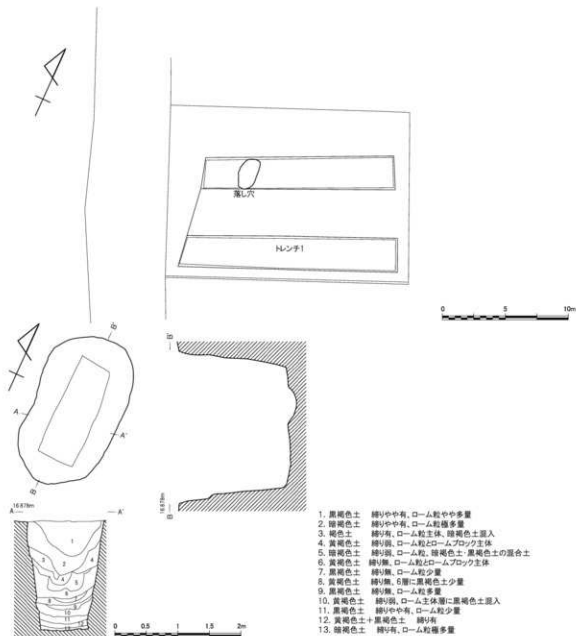 落し穴
トレンチ1
0 5 10m
B'
A
A'
B
B'
16.878m
B
16.878m
A A'
1
2
3
4
5
6
7
8
9
10
11
12
13
0 0.5 1 1.5 2m
1. 黒褐色土 締りやや有、ローム粒やや多量
2. 暗褐色土 締りやや有、ローム粒極多量
3. 褐色土 締り有、ローム粒主体、暗褐色土混入
4. 黄褐色土 締り弱、ローム粒とロームブロック主体
5. 暗褐色土 締り弱、ローム粒、暗褐色土・黒褐色土の混合土
6. 黄褐色土 締り無、ローム粒とロームブロック主体
7. 黒褐色土 締り無、ローム粒少量
8. 黄褐色土 締り無、6層に黒褐色土少量
9. 黒褐色土 締り無、ローム粒多量
10. 黄褐色土 締り弱、ローム主体層に黒褐色土混入
11. 黒褐色土 締りやや有、ローム粒少量
12. 黄褐色土+黒褐色土 締り有
13. 暗褐色土 締り有、ローム粒極多量